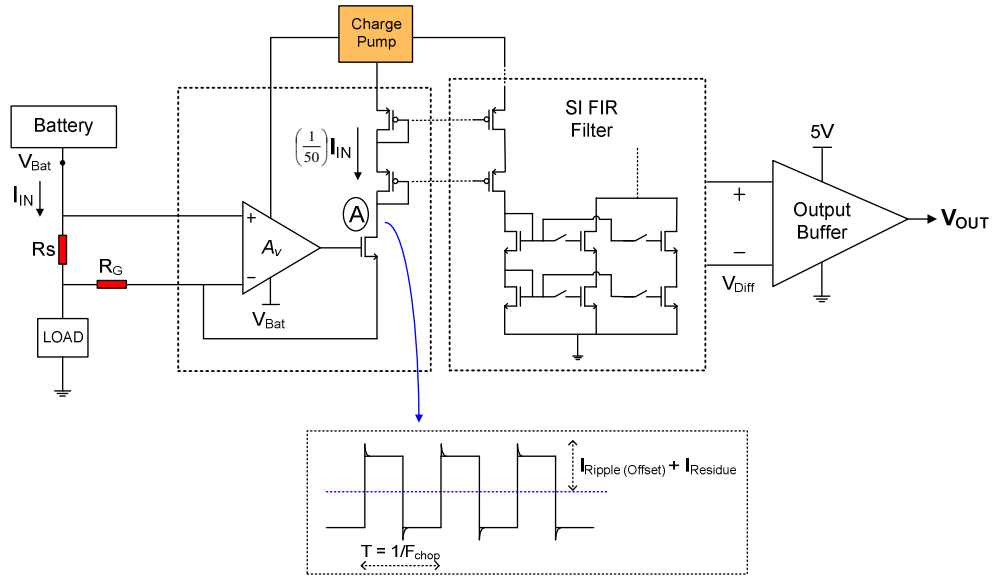 Charge
Pump
Battery
V_Bat
I_IN
Rs
R_G
LOAD
(1/50) I_IN
A
+
A_v
−
V_Bat
SI FIR
Filter
+
−
V_Diff
5V
Output
Buffer
V_OUT
I_Ripple (Offset) + I_Residue
T = 1/F_chop